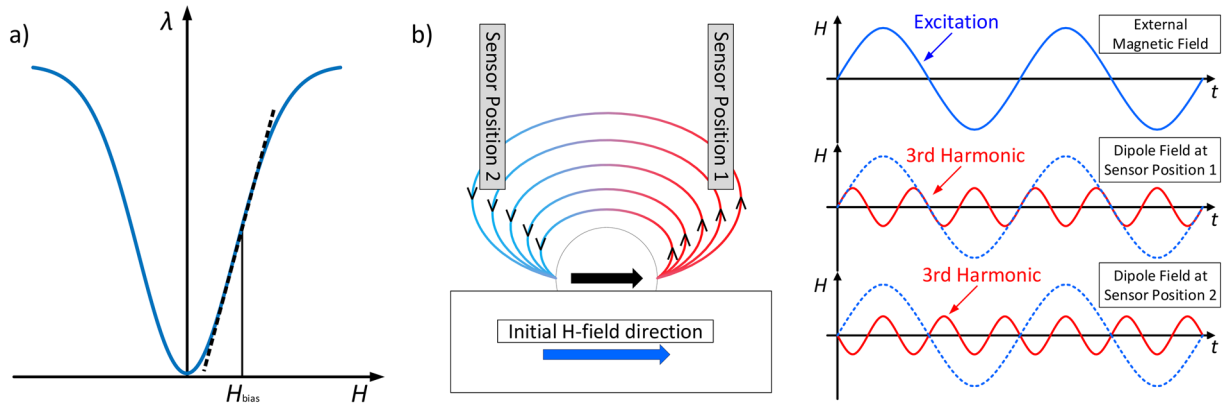 a)
λ
H
Hbias
b)
Sensor Position 2
Sensor Position 1
Initial H-field direction
H
Excitation
External
Magnetic Field
t
H
3rd Harmonic
Dipole Field at
Sensor Position 1
t
H
3rd Harmonic
Dipole Field at
Sensor Position 2
t